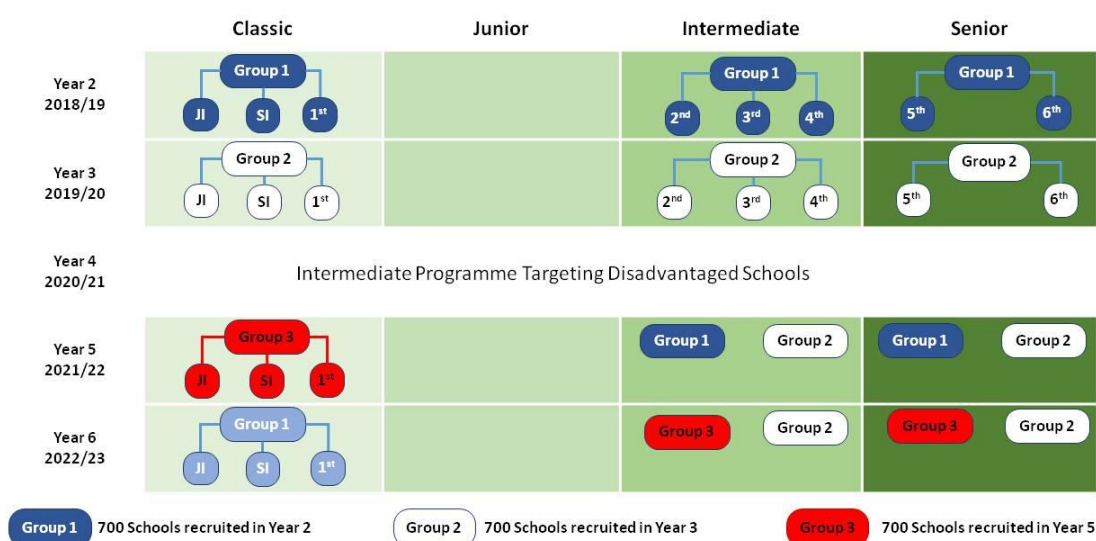 Classic Junior Intermediate Senior
Year 2
2018/19
Group 1
JI SI 1st
Group 1
2nd 3rd 4th
Group 1
5th 6th
Year 3
2019/20
Group 2
JI SI 1st
Group 2
2nd 3rd 4th
Group 2
5th 6th
Year 4
2020/21
Intermediate Programme Targeting Disadvantaged Schools
Year 5
2021/22
Group 3
JI SI 1st
Group 1 Group 2
Group 1 Group 2
Year 6
2022/23
Group 1
JI SI 1st
Group 3 Group 2
Group 3 Group 2
Group 1 700 Schools recruited in Year 2
Group 2 700 Schools recruited in Year 3
Group 3 700 Schools recruited in Year 5